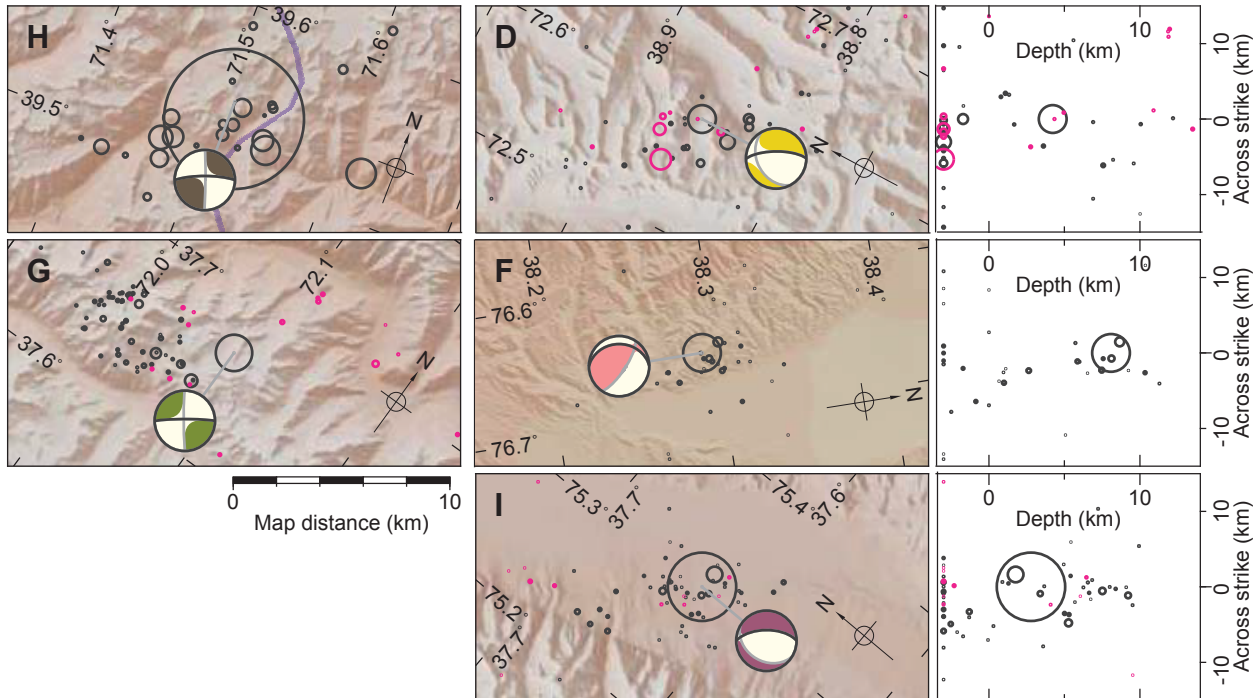 H
71.4°
71.5°
39.6°
71.6°
39.5°
N
D
72.6°
38.9°
72.7°
38.8°
72.5°
N
0
10
Depth (km)
10
0
-10
Across strike (km)
G
72.0°
37.7°
72.1°
37.6°
N
F
38.2°
38.3°
38.4°
76.6°
76.7°
N
0
10
Depth (km)
10
0
-10
Across strike (km)
0
10
Map distance (km)
I
75.3°
37.7°
75.4°
37.6°
75.2°
37.7°
N
0
10
Depth (km)
10
0
-10
Across strike (km)